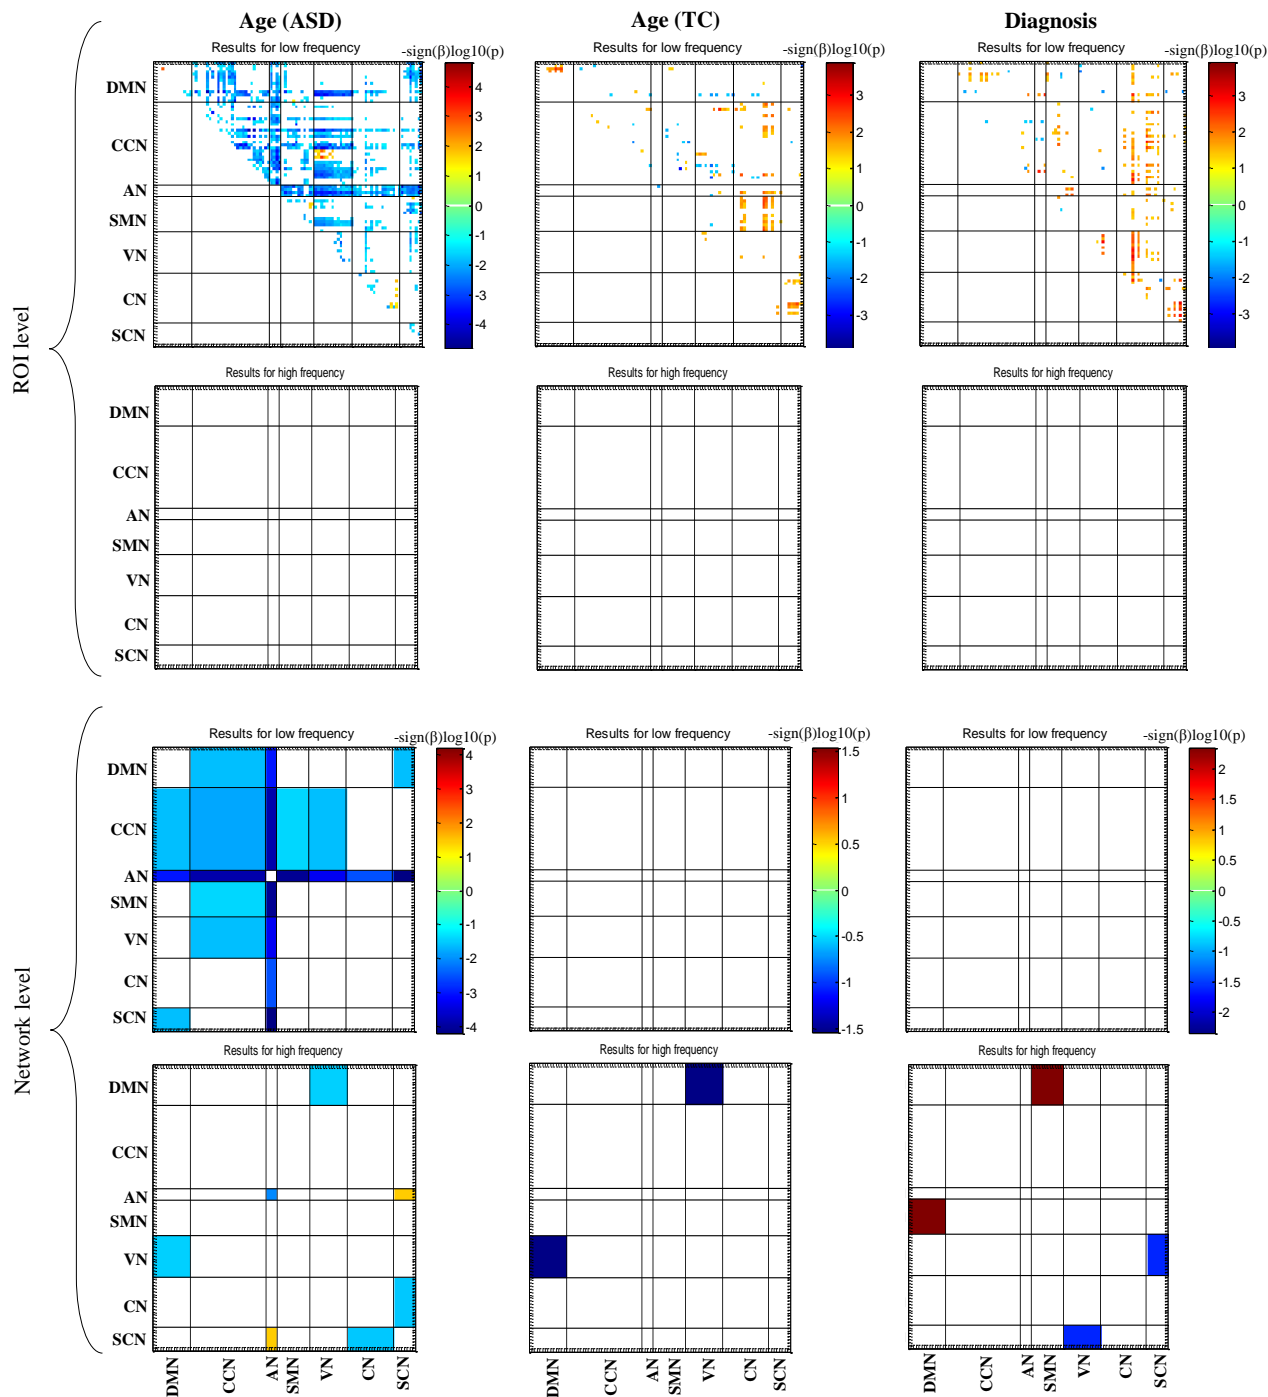 Age (ASD)
Age (TC)
Diagnosis
Results for low frequency
-sign(β)log10(p)
Results for low frequency
-sign(β)log10(p)
Results for low frequency
-sign(β)log10(p)
DMN
CCN
AN
SMN
VN
CN
SCN
4
3
2
1
0
-1
-2
-3
-4
3
2
1
0
-1
-2
-3
3
2
1
0
-1
-2
-3
ROI level
Results for high frequency
Results for high frequency
Results for high frequency
DMN
CCN
AN
SMN
VN
CN
SCN
Results for low frequency
-sign(β)log10(p)
Results for low frequency
-sign(β)log10(p)
Results for low frequency
-sign(β)log10(p)
DMN
CCN
AN
SMN
VN
CN
SCN
4
3
2
1
0
-1
-2
-3
-4
1.5
1
0.5
0
-0.5
-1
-1.5
2
1.5
1
0.5
0
-0.5
-1
-1.5
-2
Network level
Results for high frequency
Results for high frequency
Results for high frequency
DMN
CCN
AN
SMN
VN
CN
SCN
DMN
CCN
AN
SMN
VN
CN
SCN
DMN
CCN
AN
SMN
VN
CN
SCN
DMN
CCN
AN
SMN
VN
CN
SCN